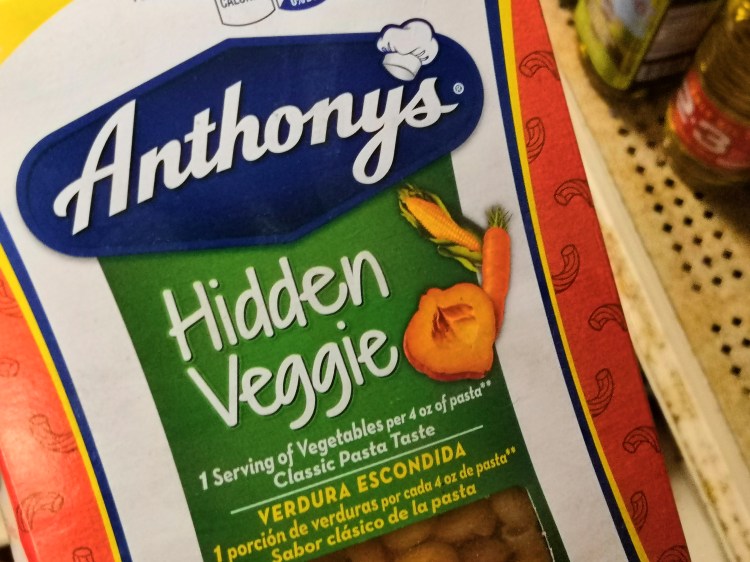 Anthony's®
Hidden
Veggie
1 Serving of Vegetables per 4 oz of pasta**
Classic Pasta Taste
VERDURA ESCONDIDA
1 porción de verduras por cada 4 oz de pasta**
Sabor clásico de la pasta